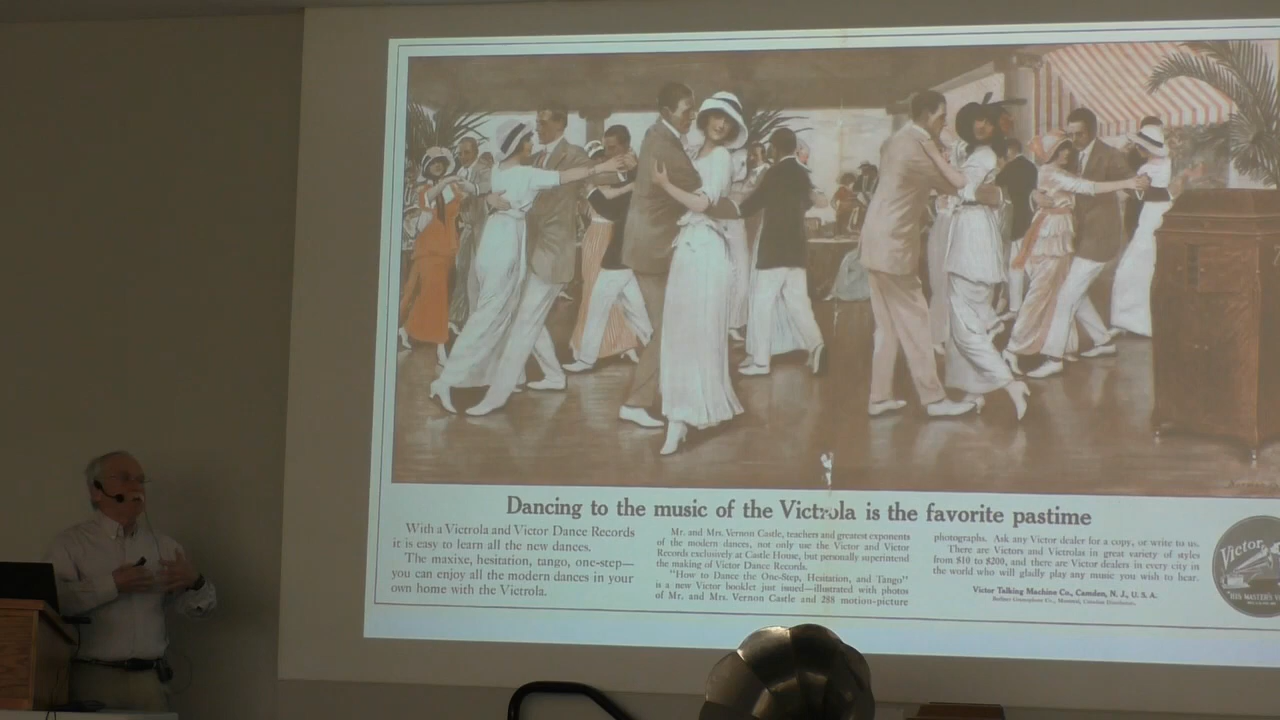 Dancing to the music of the Victrola is the favorite pastime
With a Victrola and Victor Dance Records
it is easy to learn all the new dances.
The maxixe, hesitation, tango, one-step—
you can enjoy all the modern dances in your
own home with the Victrola.
Mr. and Mrs. Vernon Castle, teachers and greatest exponents
of the modern dances, not only use the Victor and Victor
Records exclusively at Castle House, but personally superintend
the making of Victor Dance Records.
"How to Dance the One-Step, Hesitation, and Tango"
is a new Victor booklet just issued—illustrated with photos
of Mr. and Mrs. Vernon Castle and 288 motion-picture
photographs. Ask any Victor dealer for a copy, or write to us.
There are Victors and Victrolas in great variety of styles
from $10 to $200, and there are Victor dealers in every city in
the world who will gladly play any music you wish to hear.
Victor Talking Machine Co., Camden, N. J., U. S. A.
Berliner Gramophone Co., Montreal, Canadian Distributors.
Victor
"HIS MASTER'S